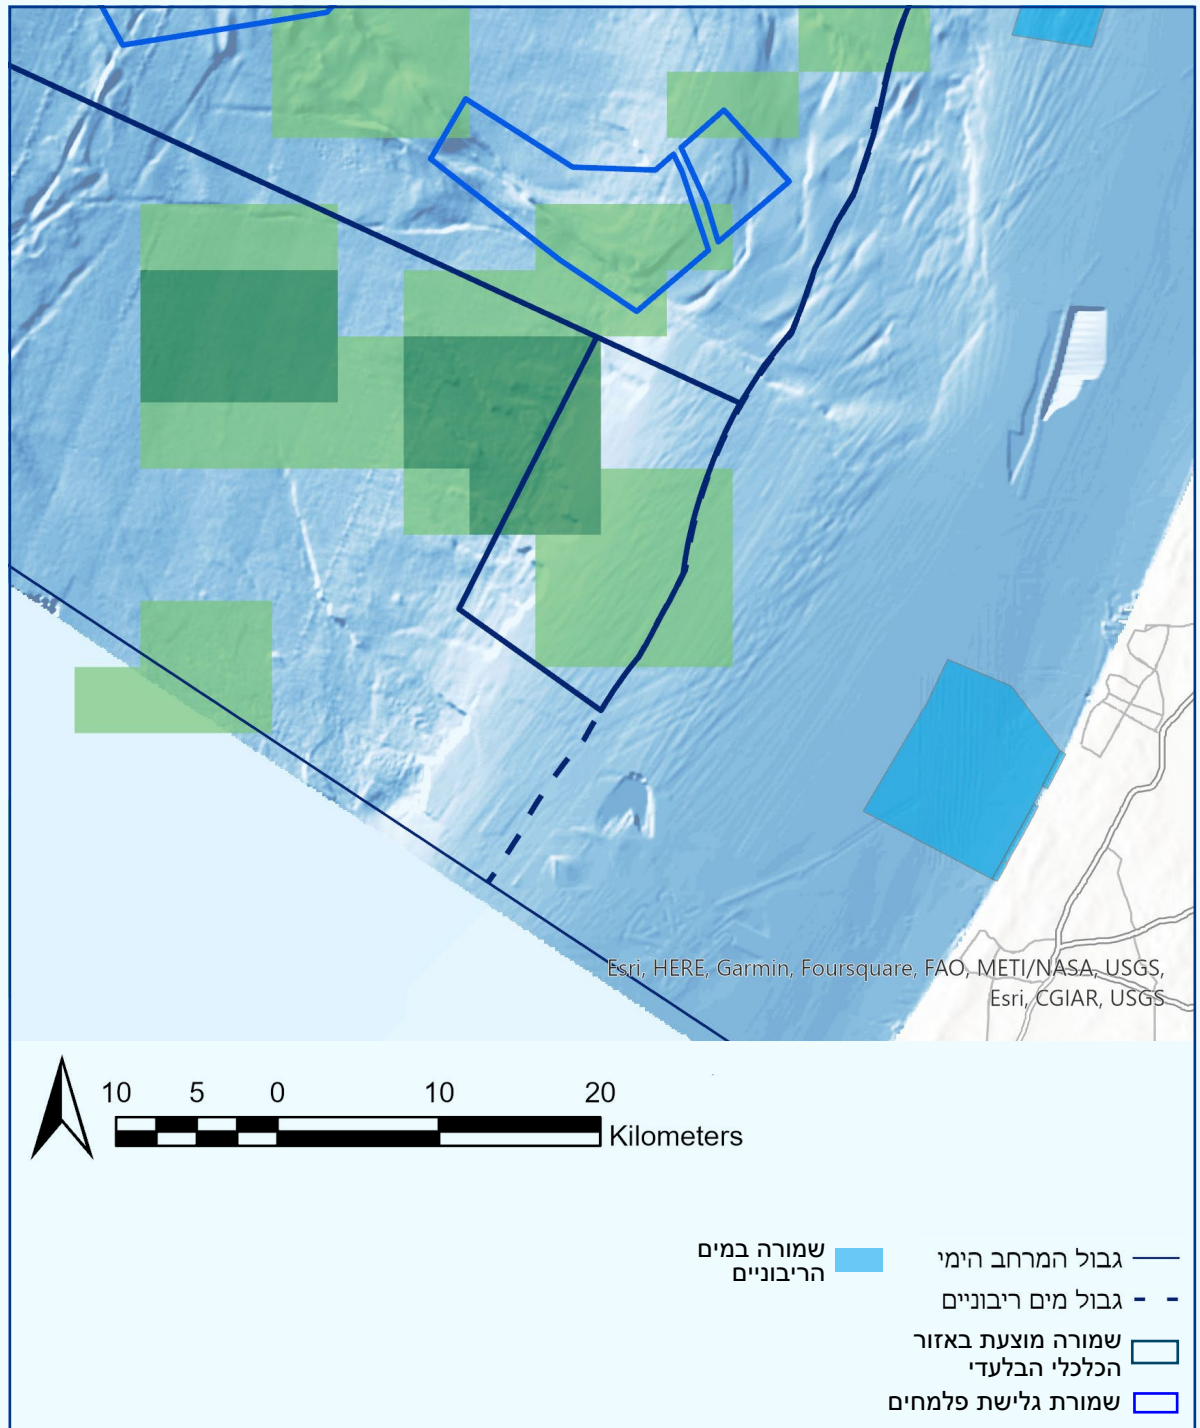 Esri, HERE, Garmin, Foursquare, FAO, METI/NASA, USGS,
Esri, CGIAR, USGS
10 5 0 10 20
Kilometers
גבול המרחב הימי
גבול מים ריבוניים
שמורה מוצעת באזור
הכלכלי הבלעדי
שמורת גלישת פלמחים
שמורה במים
הריבוניים